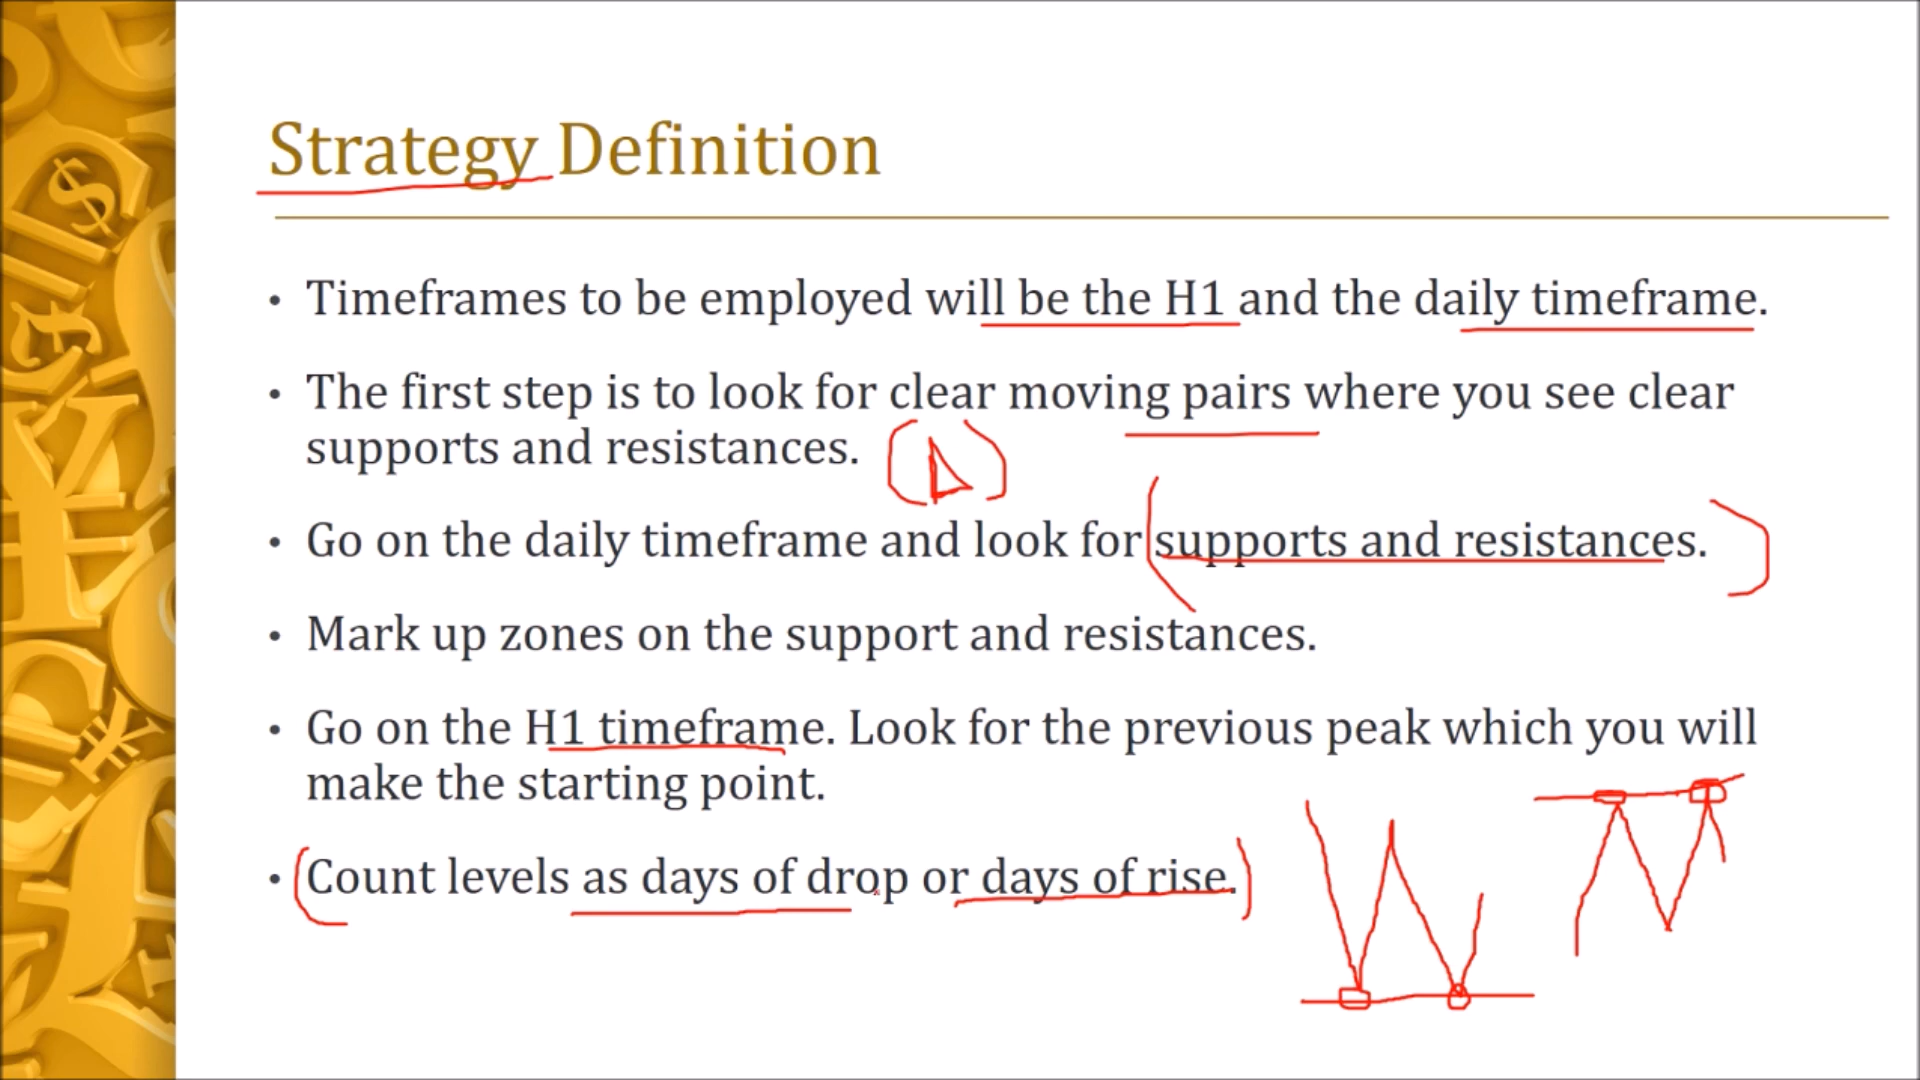 Strategy Definition
• Timeframes to be employed will be the H1 and the daily timeframe.
• The first step is to look for clear moving pairs where you see clear
supports and resistances.
• Go on the daily timeframe and look for supports and resistances.
• Mark up zones on the support and resistances.
• Go on the H1 timeframe. Look for the previous peak which you will
make the starting point.
• Count levels as days of drop or days of rise.